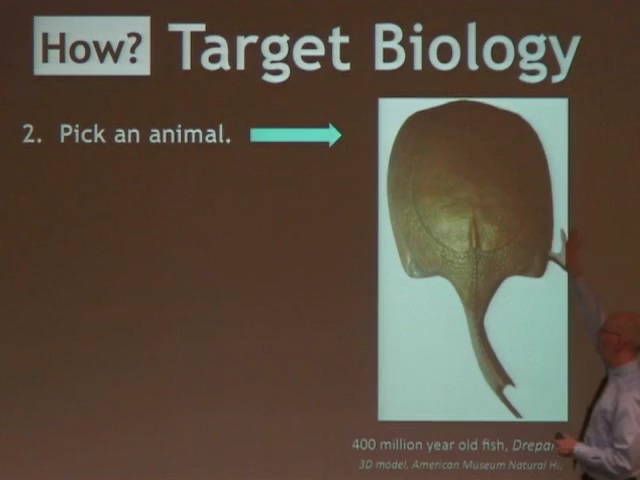 How? Target Biology
2. Pick an animal.
400 million year old fish,
3D model, American Museum Natural